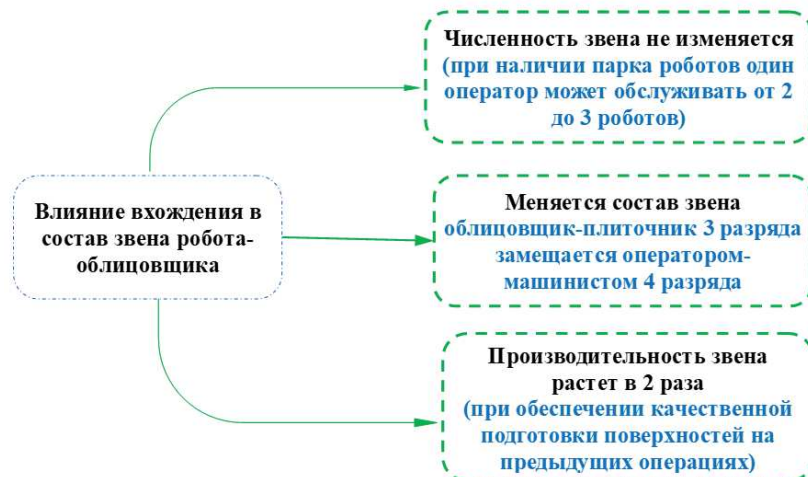 Численность звена не изменяется
(при наличии парка роботов один
оператор может обслуживать от 2
до 3 роботов)
Влияние вхождения в
состав звена робота-
облицовщика
Меняется состав звена
облицовщик-плиточник 3 разряда
замещается оператором-
машинистом 4 разряда
Производительность звена
растет в 2 раза
(при обеспечении качественной
подготовки поверхностей на
предыдущих операциях)